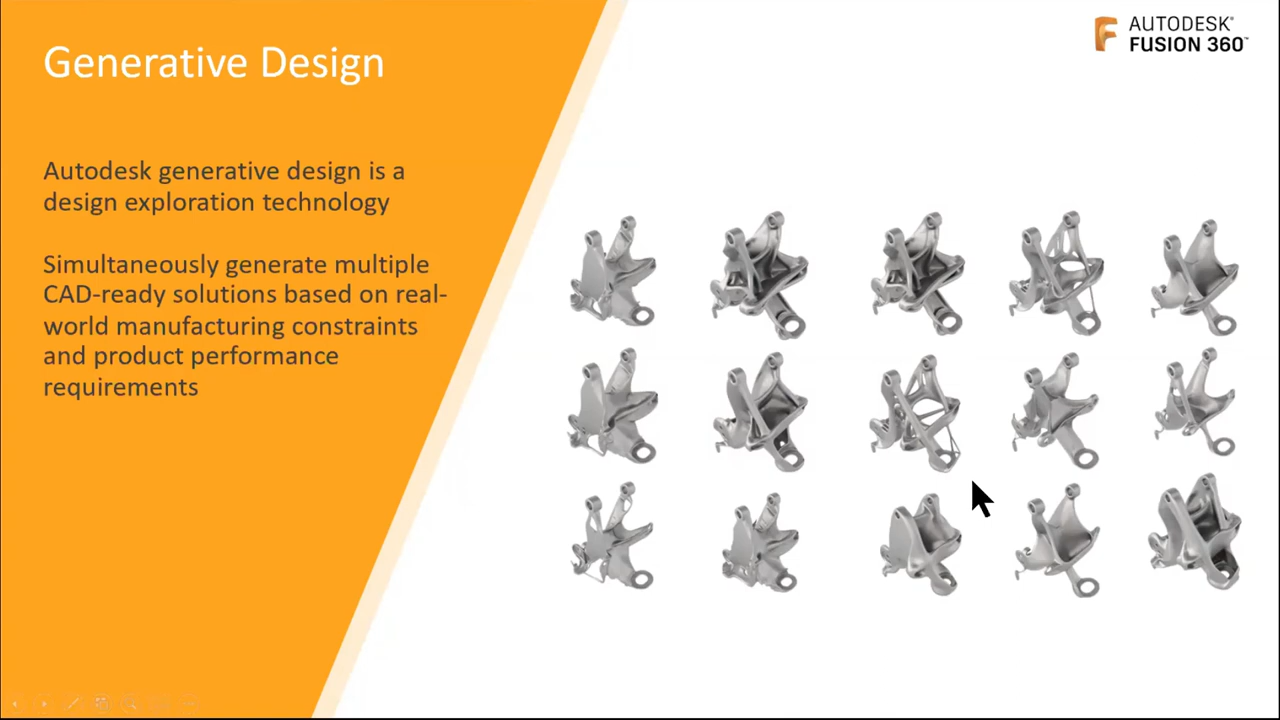 Generative Design
AUTODESK®
FUSION 360™
Autodesk generative design is a
design exploration technology
Simultaneously generate multiple
CAD-ready solutions based on real-
world manufacturing constraints
and product performance
requirements